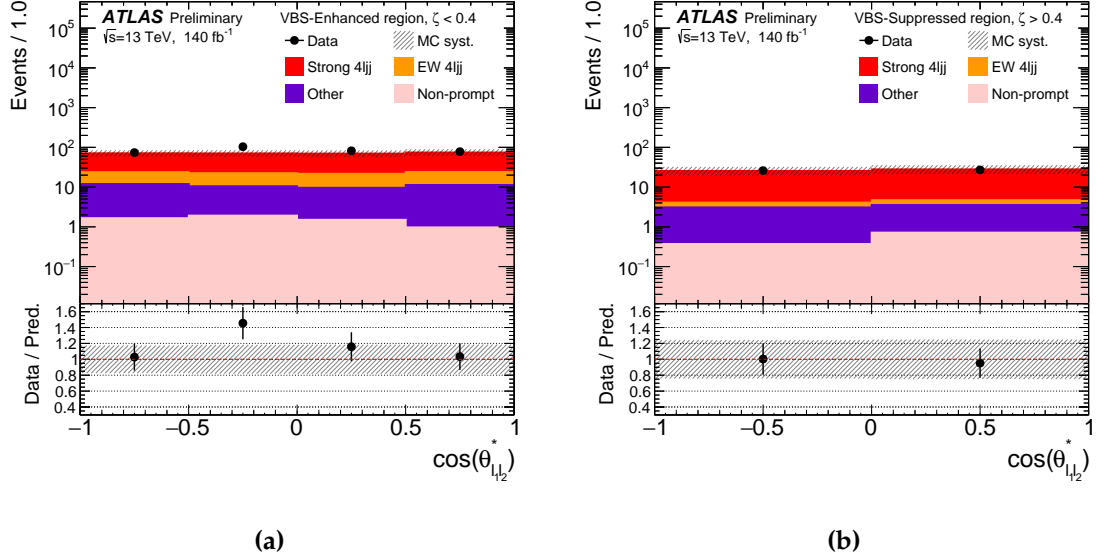 ATLAS Preliminary VBS-Enhanced region, ζ < 0.4
√s=13 TeV, 140 fb⁻¹
Data MC syst.
Strong 4ljj EW 4ljj
Other Non-prompt
Events / 1.0
10⁵
10⁴
10³
10²
10
1
10⁻¹
Data / Pred.
1.6
1.4
1.2
1
0.8
0.6
0.4
−1 −0.5 0 0.5 1
cos(θ*l₁l₂)
(a)
ATLAS Preliminary VBS-Suppressed region, ζ > 0.4
√s=13 TeV, 140 fb⁻¹
Data MC syst.
Strong 4ljj EW 4ljj
Other Non-prompt
Events / 1.0
10⁵
10⁴
10³
10²
10
1
10⁻¹
Data / Pred.
1.6
1.4
1.2
1
0.8
0.6
0.4
−1 −0.5 0 0.5 1
cos(θ*l₁l₂)
(b)